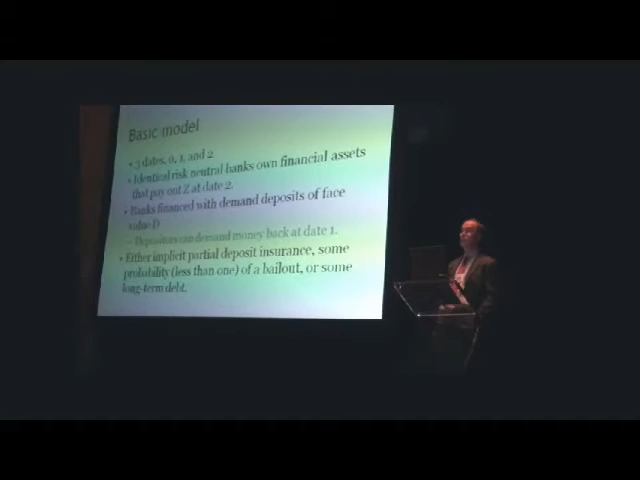 Basic model
• 3 dates, 0, 1, and 2
• Identical risk neutral banks own financial assets
that pay out Z at date 2.
• Banks financed with demand deposits of face
value D
– Depositors can demand money back at date 1.
• Either implicit partial deposit insurance, some
probability (less than one) of a bailout, or some
long-term debt.